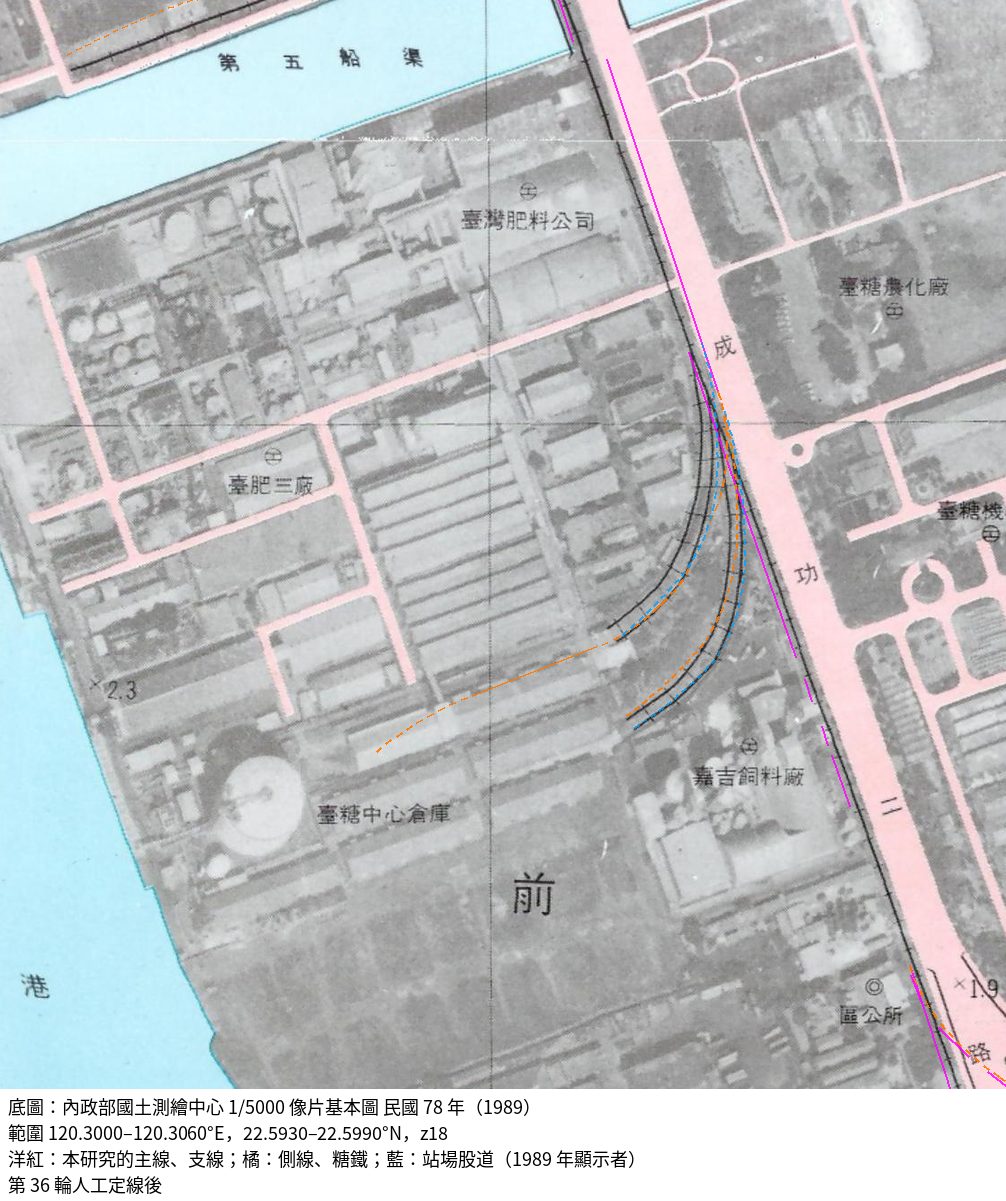 第五船渠
臺灣肥料公司
臺糖農化廠
成
臺肥三廠
臺糖機
功
2.3
嘉吉飼料廠
二
臺糖中心倉庫
前
港
區公所
1.9
路
底圖：內政部國土測繪中心 1/5000 像片基本圖 民國 78 年（1989）
範圍 120.3000–120.3060°E，22.5930–22.5990°N，z18
洋紅：本研究的主線、支線；橘：側線、糖鐵；藍：站場股道（1989 年顯示者）
第 36 輪人工定線後